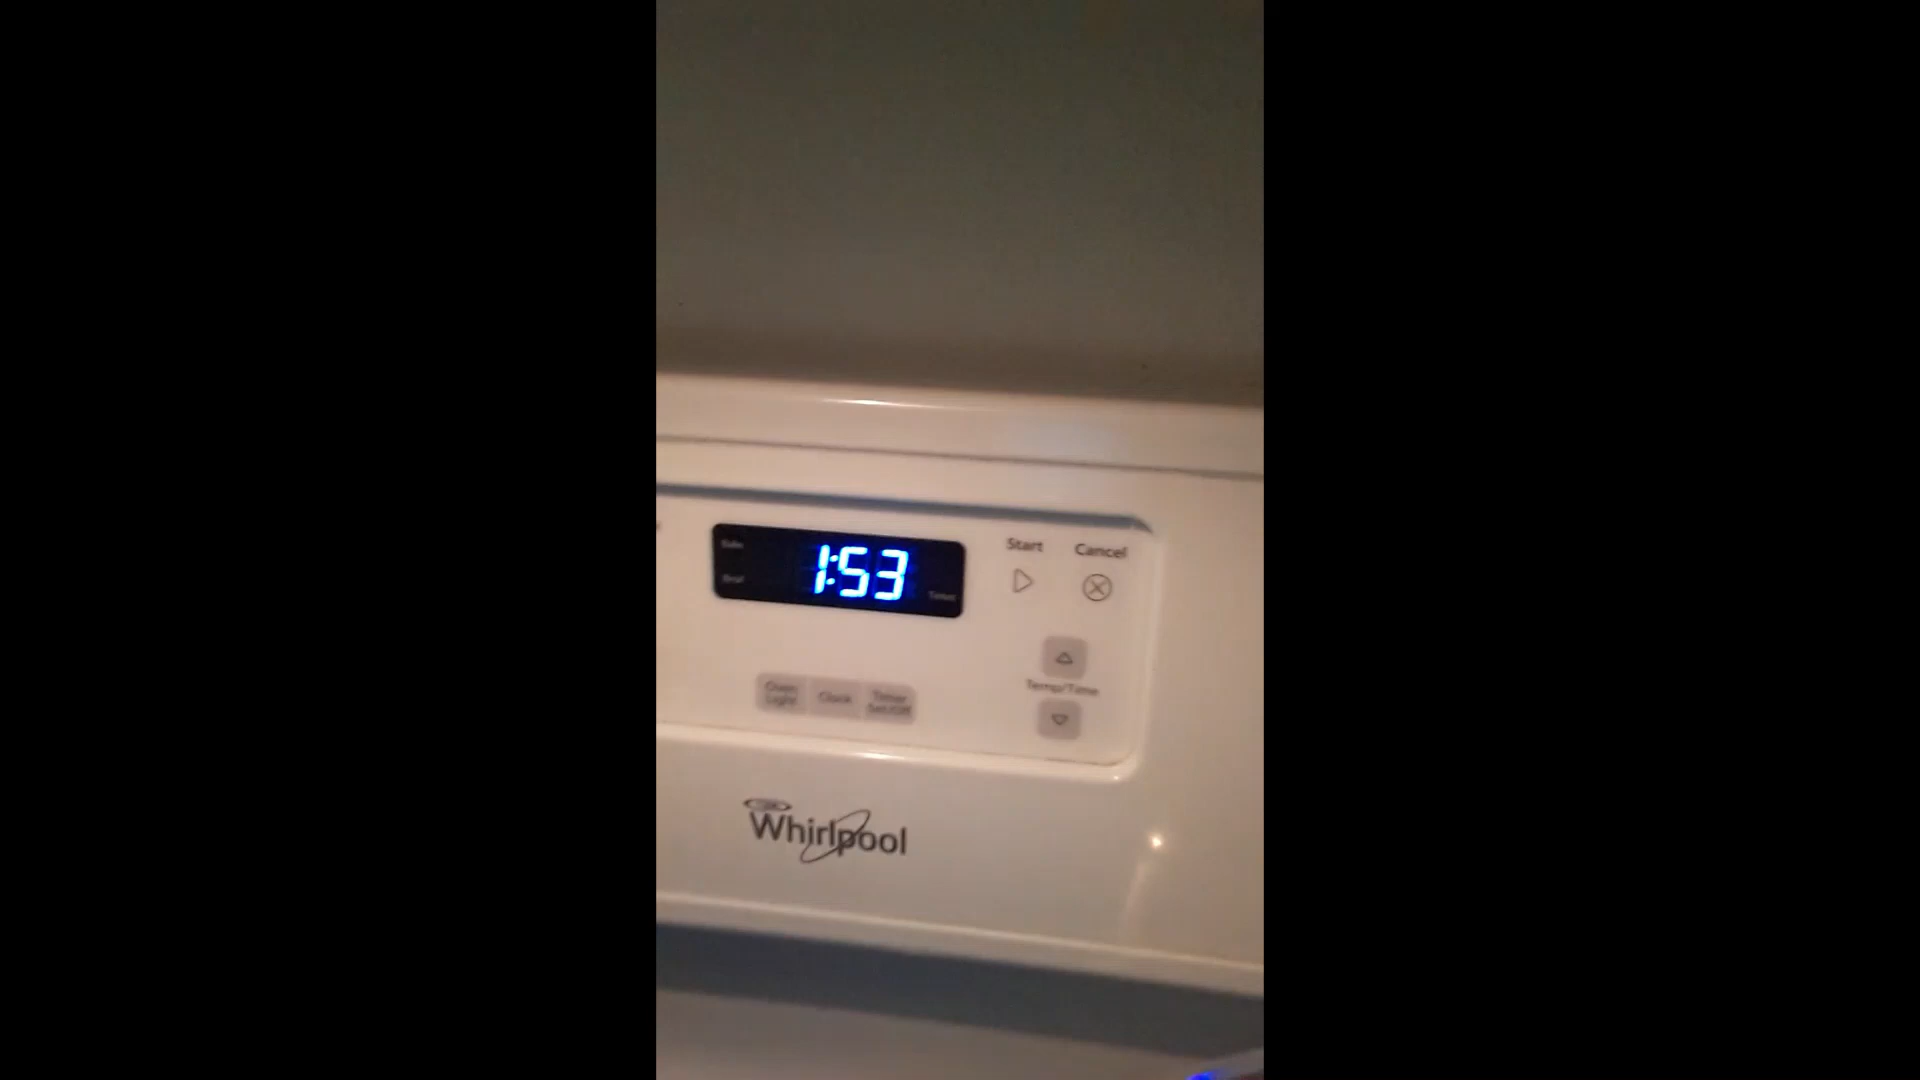 Start Cancel
Bake
1:53
Broil
Timer
Temp/Time
Oven Light
Clock
Timer Set/Off
Whirlpool